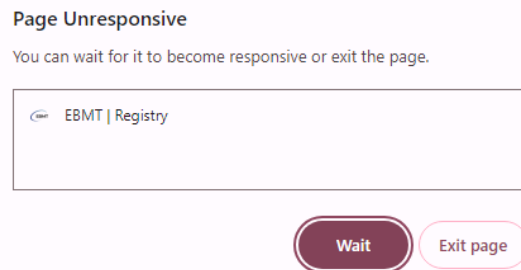 Page Unresponsive
You can wait for it to become responsive or exit the page.
EBMT EBMT | Registry
Wait Exit page